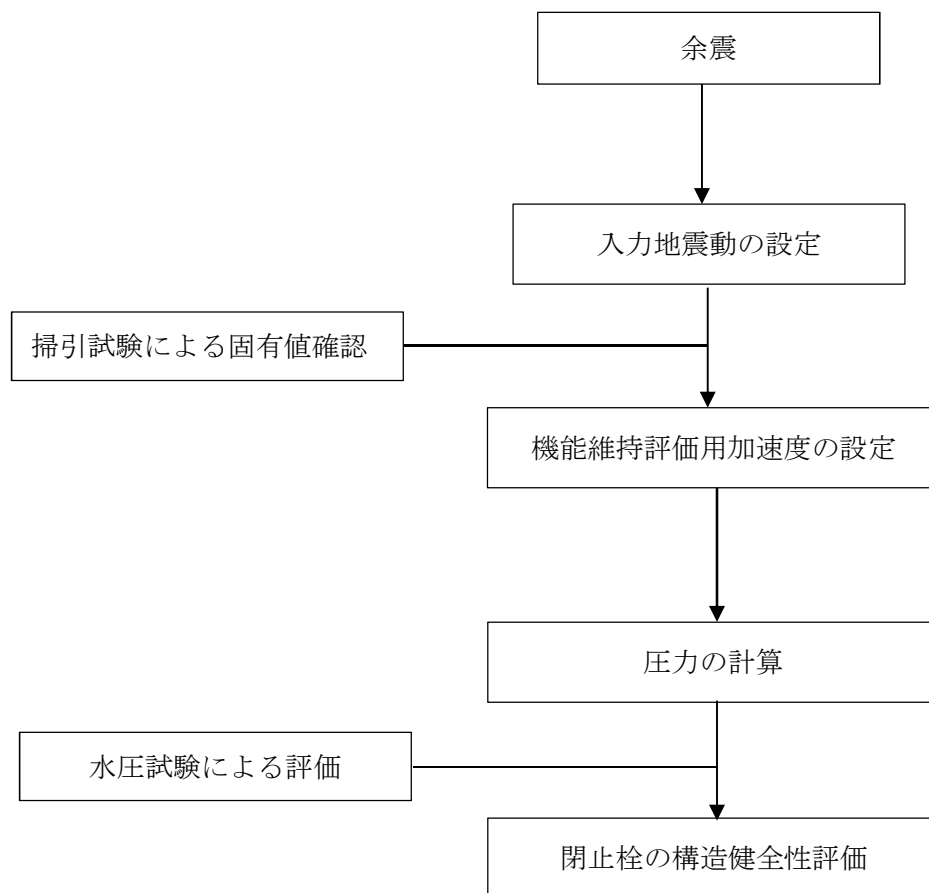 余震
入力地震動の設定
掃引試験による固有値確認
機能維持評価用加速度の設定
圧力の計算
水圧試験による評価
閉止栓の構造健全性評価